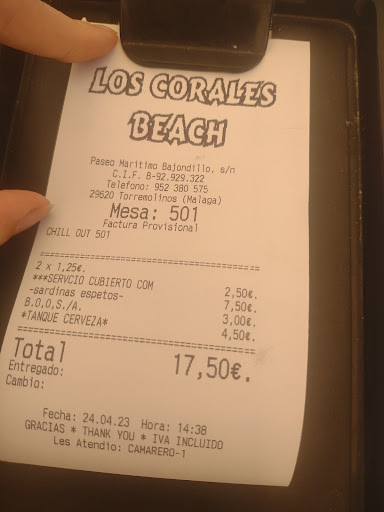 LOS CORALES
BEACH
Paseo Maritimo Bajondillo, s/n
C.I.F. B-92.929.322
Telefono: 952 380 575
29620 Torremolinos (Malaga)
Mesa: 501
Factura Provisional
CHILL OUT 501
2 x 1,25€.
***SERVCIO CUBIERTO COM 2,50€.
-sardinas espetos- 7,50€.
B.O.O.S./A. 3,00€.
*TANQUE CERVEZA* 4,50€.
Total 17,50€.
Entregado:
Cambio:
Fecha: 24.04.23 Hora: 14:38
GRACIAS * THANK YOU * IVA INCLUIDO
Les Atendio: CAMARERO-1